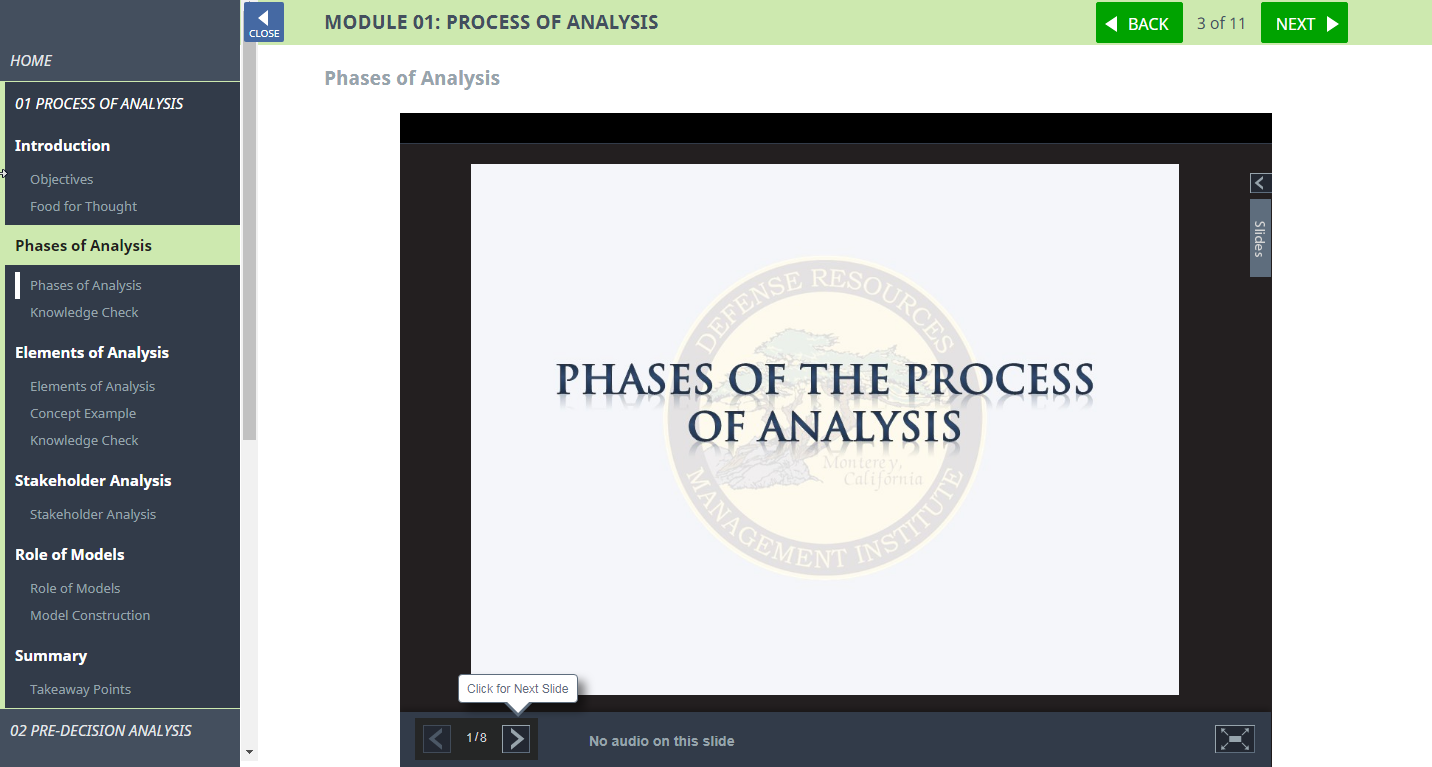 CLOSE
MODULE 01: PROCESS OF ANALYSIS
BACK
3 of 11
NEXT
HOME
01 PROCESS OF ANALYSIS
Introduction
Objectives
Food for Thought
Phases of Analysis
Phases of Analysis
Knowledge Check
Elements of Analysis
Elements of Analysis
Concept Example
Knowledge Check
Stakeholder Analysis
Stakeholder Analysis
Role of Models
Role of Models
Model Construction
Summary
Takeaway Points
02 PRE-DECISION ANALYSIS
Phases of Analysis
Slides
DEFENSE RESOURCES
PHASES OF THE PROCESS
OF ANALYSIS
Monterey,
California
MANAGEMENT INSTITUTE
Click for Next Slide
1/8
No audio on this slide